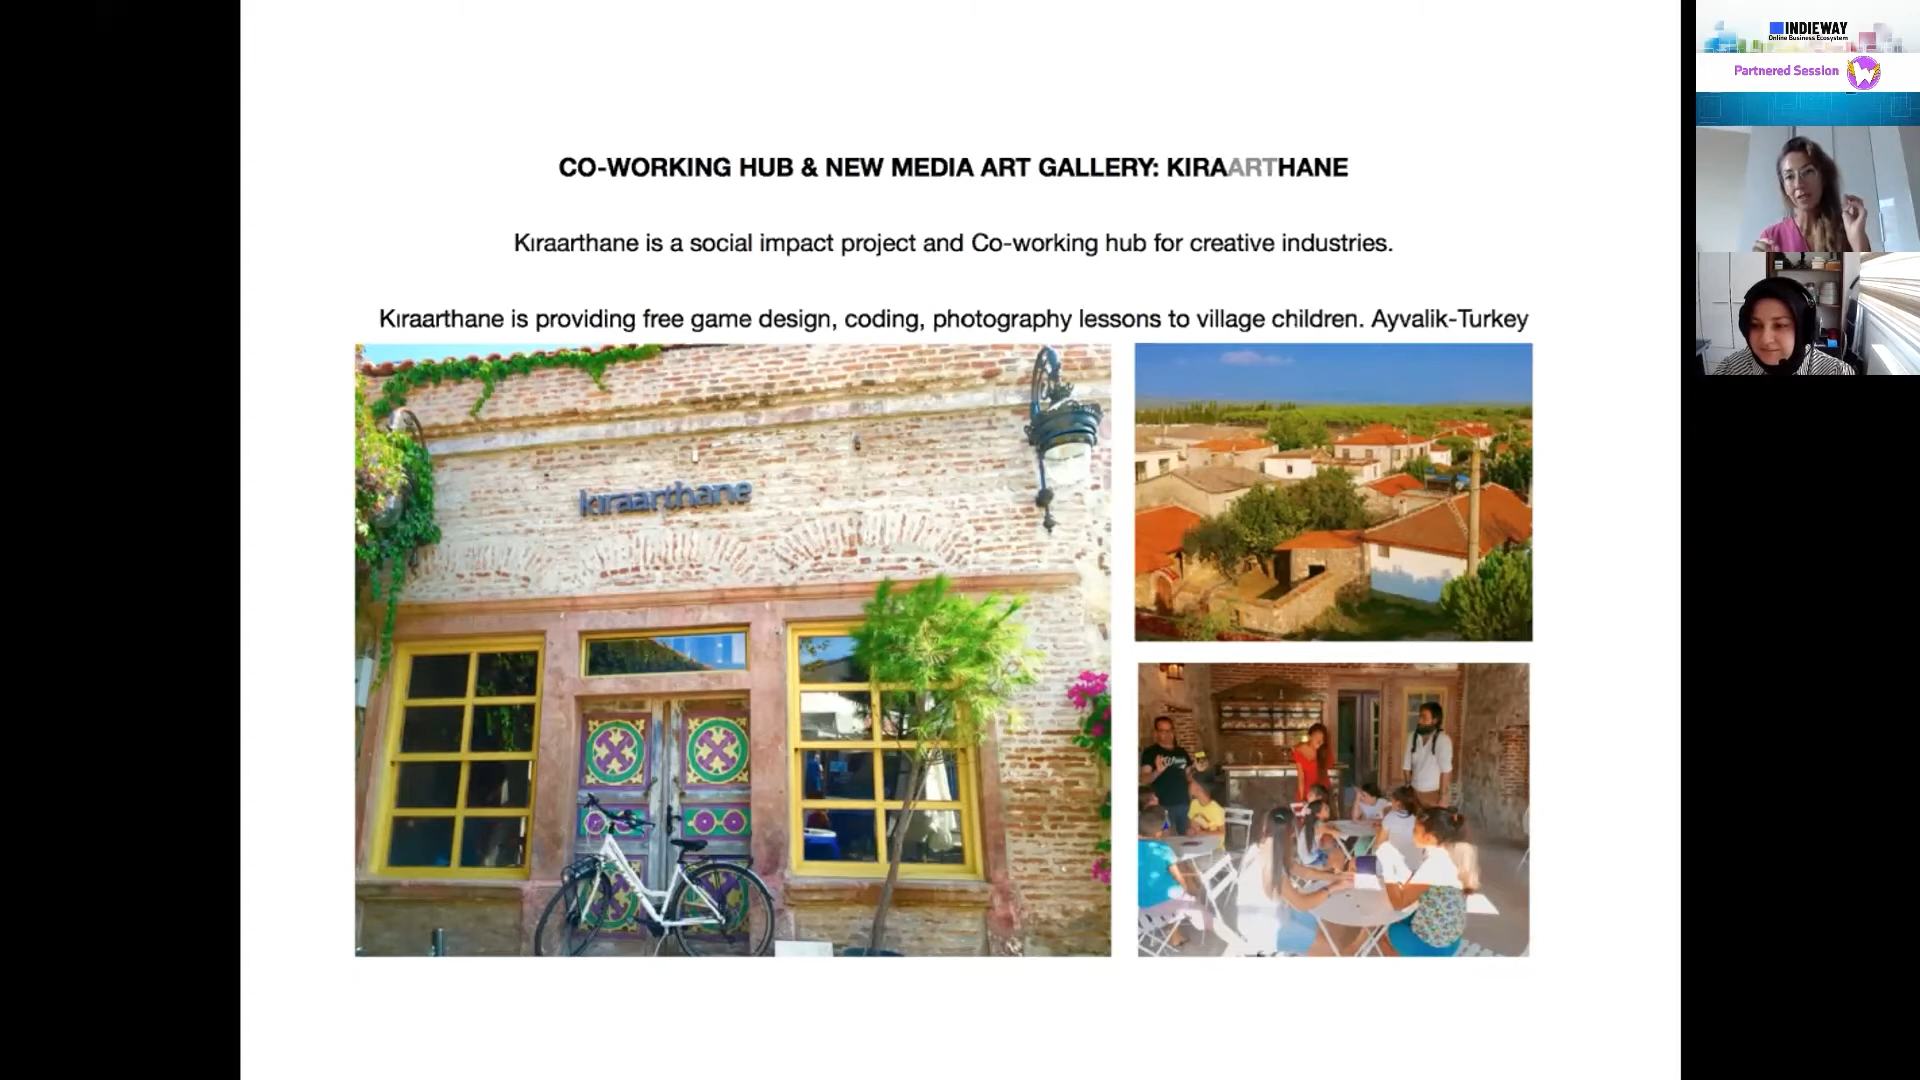 CO-WORKING HUB & NEW MEDIA ART GALLERY: KIRAARTHANE
Kıraarthane is a social impact project and Co-working hub for creative industries.
Kıraarthane is providing free game design, coding, photography lessons to village children. Ayvalik-Turkey
kıraarthane
INDIEWAY
Online Business Ecosystem
Partnered Session